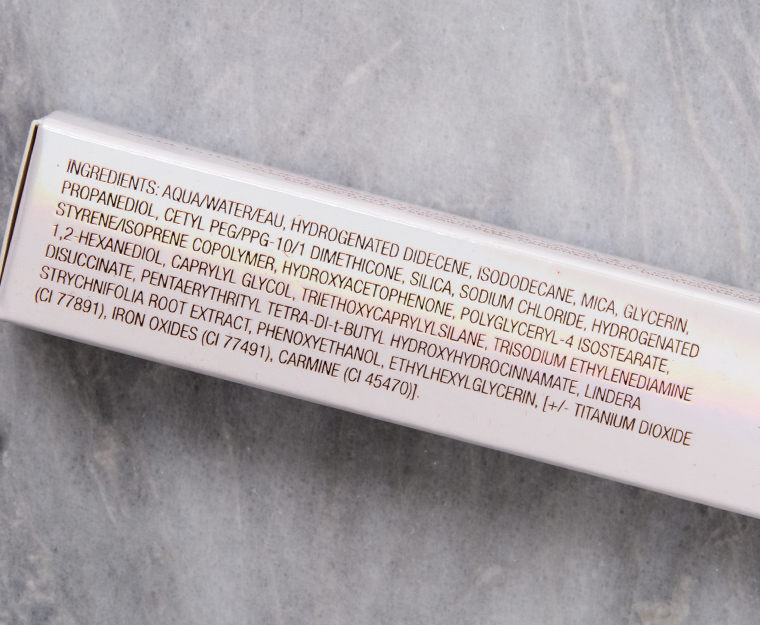 INGREDIENTS: AQUA/WATER/EAU, HYDROGENATED DIDECENE, ISODODECANE, MICA, GLYCERIN,
PROPANEDIOL, CETYL PEG/PPG-10/1 DIMETHICONE, SILICA, SODIUM CHLORIDE, HYDROGENATED
STYRENE/ISOPRENE COPOLYMER, HYDROXYACETOPHENONE, POLYGLYCERYL-4 ISOSTEARATE,
1,2-HEXANEDIOL, CAPRYLYL GLYCOL, TRIETHOXYCAPRYLYLSILANE, TRISODIUM ETHYLENEDIAMINE
DISUCCINATE, PENTAERYTHRITYL TETRA-DI-t-BUTYL HYDROXYHYDROCINNAMATE, LINDERA
STRYCHNIFOLIA ROOT EXTRACT, PHENOXYETHANOL, ETHYLHEXYLGLYCERIN, [+/- TITANIUM DIOXIDE
(CI 77891), IRON OXIDES (CI 77491), CARMINE (CI 45470)].